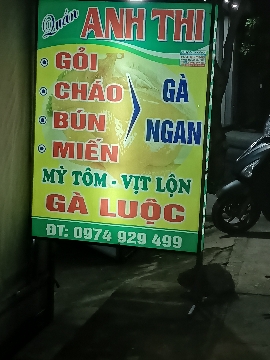 Quán ANH THI
GỎI
CHÁO
BÚN
MIẾN
GÀ
NGAN
MỲ TÔM - VỊT LỘN
GÀ LUỘC
ĐT: 0974 929 499